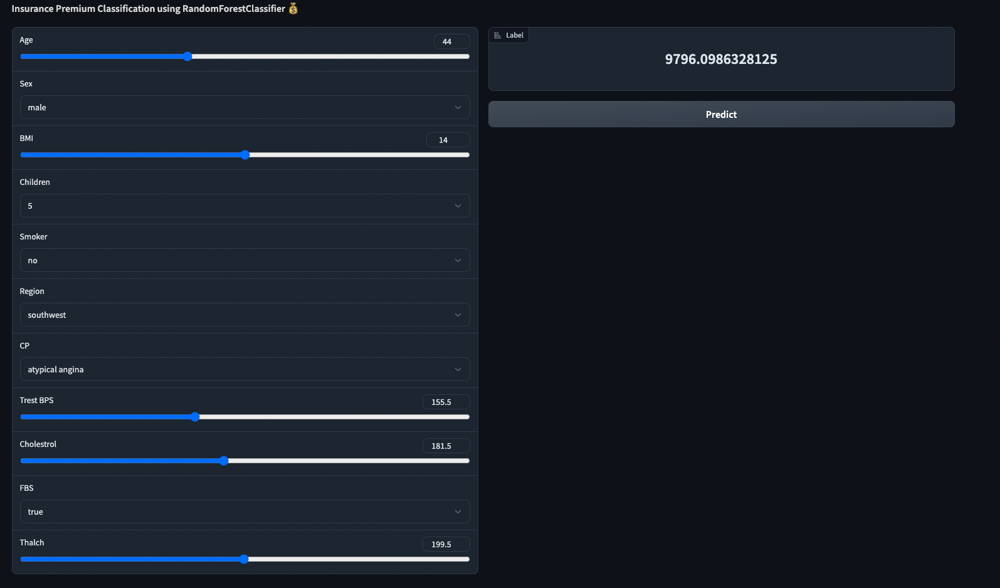 Insurance Premium Classification using RandomForestClassifier 💰
Age
44
Sex
male
BMI
14
Children
5
Smoker
no
Region
southwest
CP
atypical angina
Trest BPS
155.5
Cholestrol
181.5
FBS
true
Thalch
199.5
Label
9796.0986328125
Predict